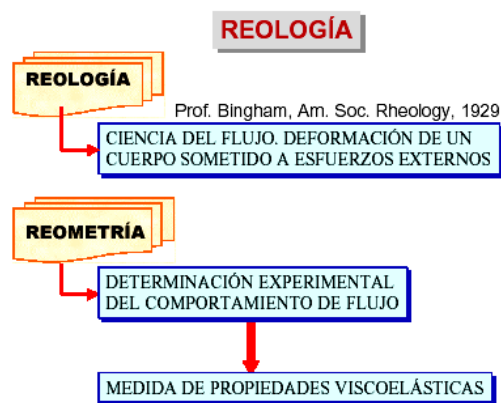 REOLOGÍA
REOLOGÍA
Prof. Bingham, Am. Soc. Rheology, 1929
CIENCIA DEL FLUJO. DEFORMACIÓN DE UN
CUERPO SOMETIDO A ESFUERZOS EXTERNOS
REOMETRÍA
DETERMINACIÓN EXPERIMENTAL
DEL COMPORTAMIENTO DE FLUJO
MEDIDA DE PROPIEDADES VISCOELÁSTICAS